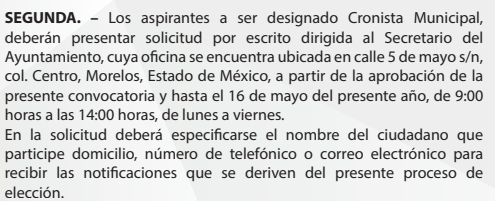 SEGUNDA. – Los aspirantes a ser designado Cronista Municipal,
deberán presentar solicitud por escrito dirigida al Secretario del
Ayuntamiento, cuya oficina se encuentra ubicada en calle 5 de mayo s/n,
col. Centro, Morelos, Estado de México, a partir de la aprobación de la
presente convocatoria y hasta el 16 de mayo del presente año, de 9:00
horas a las 14:00 horas, de lunes a viernes.
En la solicitud deberá especificarse el nombre del ciudadano que
participe domicilio, número de telefónico o correo electrónico para
recibir las notificaciones que se deriven del presente proceso de
elección.